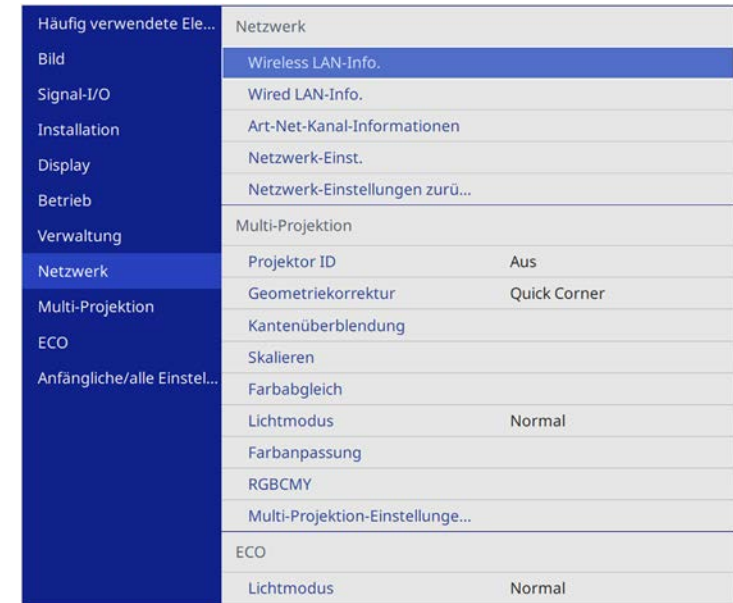 Häufig verwendete Ele...
Bild
Signal-I/O
Installation
Display
Betrieb
Verwaltung
Netzwerk
Multi-Projektion
ECO
Anfängliche/alle Einstel...
Netzwerk
Wireless LAN-Info.
Wired LAN-Info.
Art-Net-Kanal-Informationen
Netzwerk-Einst.
Netzwerk-Einstellungen zurü...
Multi-Projektion
Projektor ID Aus
Geometriekorrektur Quick Corner
Kantenüberblendung
Skalieren
Farbabgleich
Lichtmodus Normal
Farbanpassung
RGBCMY
Multi-Projektion-Einstellunge...
ECO
Lichtmodus Normal